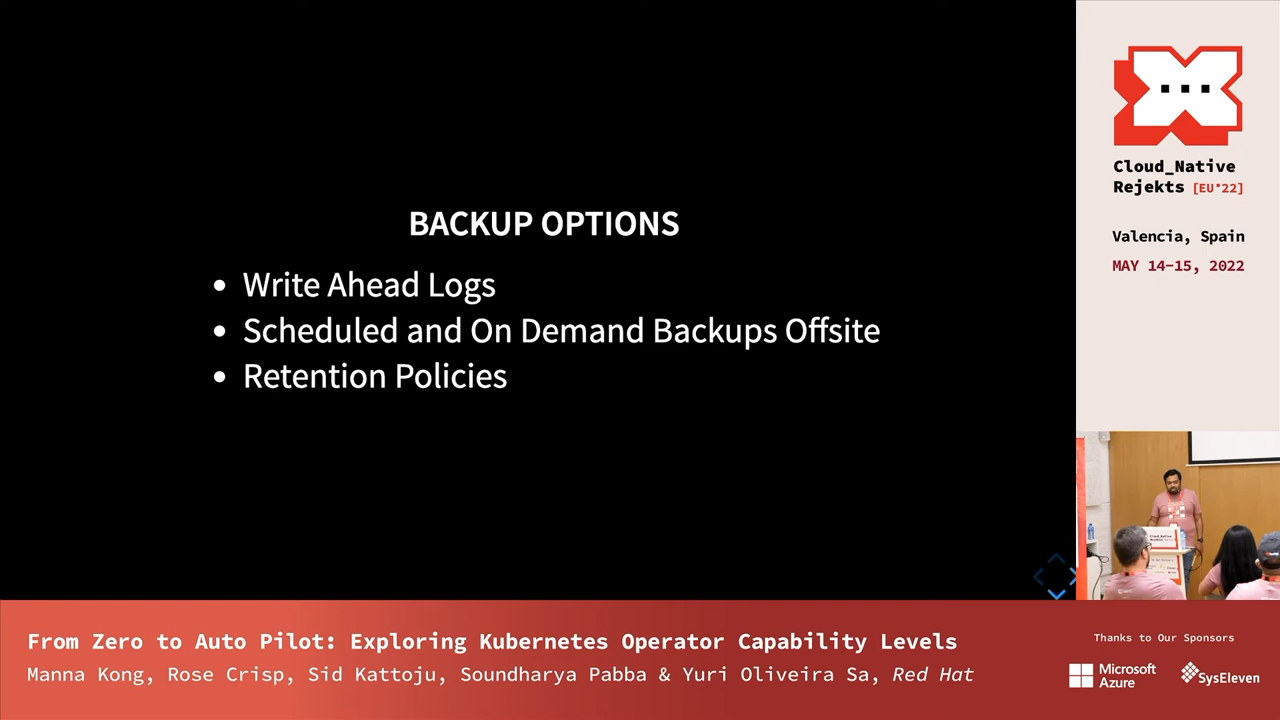 BACKUP OPTIONS
• Write Ahead Logs
• Scheduled and On Demand Backups Offsite
• Retention Policies
Cloud_Native
Rejekts [EU*22]
Valencia, Spain
MAY 14-15, 2022
From Zero to Auto Pilot: Exploring Kubernetes Operator Capability Levels
Manna Kong, Rose Crisp, Sid Kattoju, Soundharya Pabba & Yuri Oliveira Sa, Red Hat
Thanks to Our Sponsors
Microsoft
Azure
SysEleven